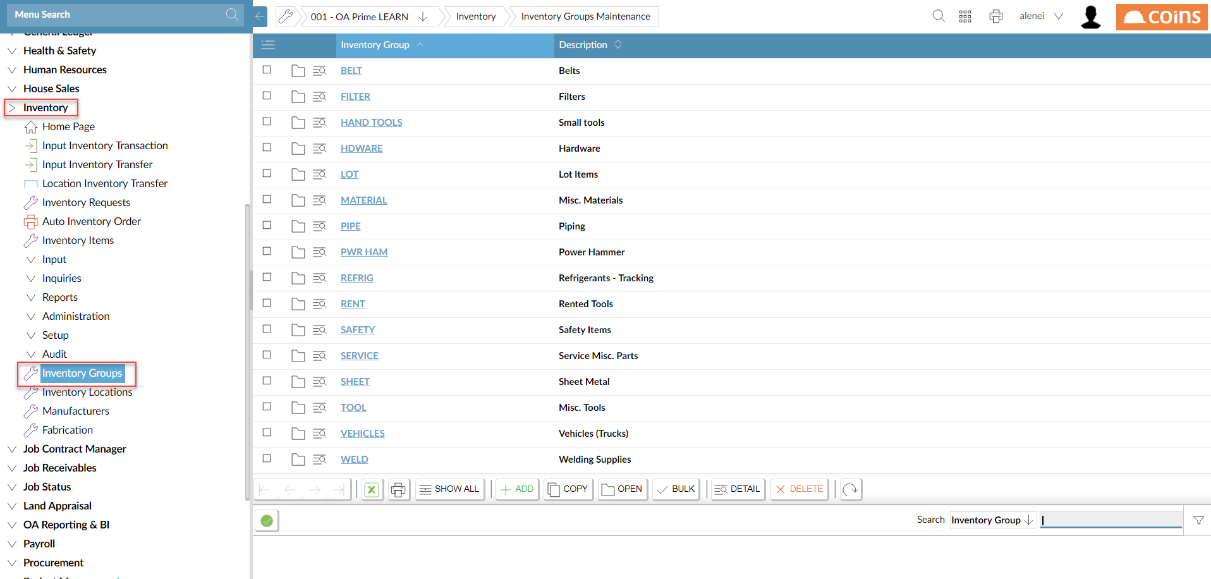 Menu Search
001 - OA Prime LEARN
Inventory
Inventory Groups Maintenance
alenei
COINS
General Ledger
Health & Safety
Human Resources
House Sales
Inventory
Home Page
Input Inventory Transaction
Input Inventory Transfer
Location Inventory Transfer
Inventory Requests
Auto Inventory Order
Inventory Items
Input
Inquiries
Reports
Administration
Setup
Audit
Inventory Groups
Inventory Locations
Manufacturers
Fabrication
Job Contract Manager
Job Receivables
Job Status
Land Appraisal
OA Reporting & BI
Payroll
Procurement
Inventory Group Description
BELT Belts
FILTER Filters
HAND TOOLS Small tools
HDWARE Hardware
LOT Lot Items
MATERIAL Misc. Materials
PIPE Piping
PWR HAM Power Hammer
REFRIG Refrigerants - Tracking
RENT Rented Tools
SAFETY Safety Items
SERVICE Service Misc. Parts
SHEET Sheet Metal
TOOL Misc. Tools
VEHICLES Vehicles (Trucks)
WELD Welding Supplies
SHOW ALL ADD COPY OPEN BULK DETAIL DELETE
Search Inventory Group